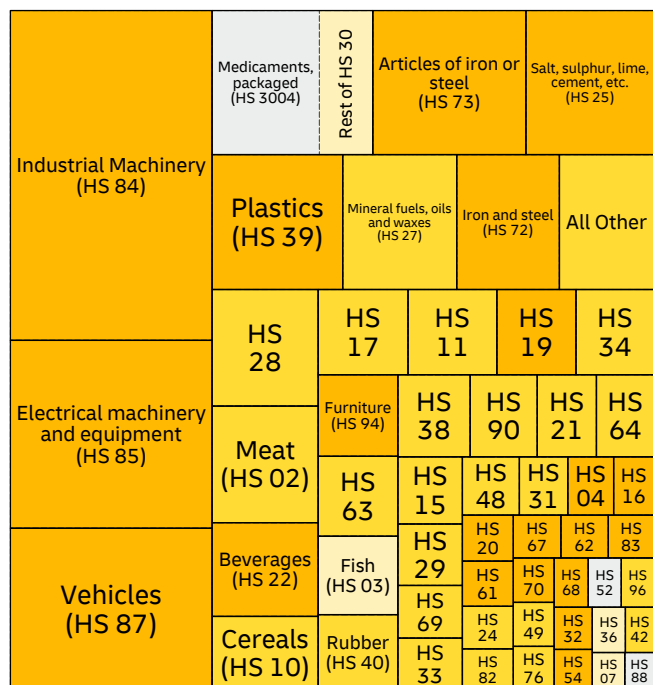 Industrial Machinery
(HS 84)
Electrical machinery
and equipment
(HS 85)
Vehicles
(HS 87)
Medicaments,
packaged
(HS 3004)
Rest of HS 30
Articles of iron or
steel
(HS 73)
Salt, sulphur, lime,
cement, etc.
(HS 25)
Plastics
(HS 39)
Mineral fuels, oils
and waxes
(HS 27)
Iron and steel
(HS 72)
All Other
HS
28
HS
17
HS
11
HS
19
HS
34
Meat
(HS 02)
Furniture
(HS 94)
HS
38
HS
90
HS
21
HS
64
HS
63
HS
15
HS
48
HS
31
HS
04
HS
16
Beverages
(HS 22)
Fish
(HS 03)
HS
29
HS
20
HS
67
HS
62
HS
83
HS
61
HS
70
HS
68
HS
52
HS
96
Cereals
(HS 10)
Rubber
(HS 40)
HS
69
HS
24
HS
49
HS
32
HS
36
HS
42
HS
33
HS
82
HS
76
HS
54
HS
07
HS
88